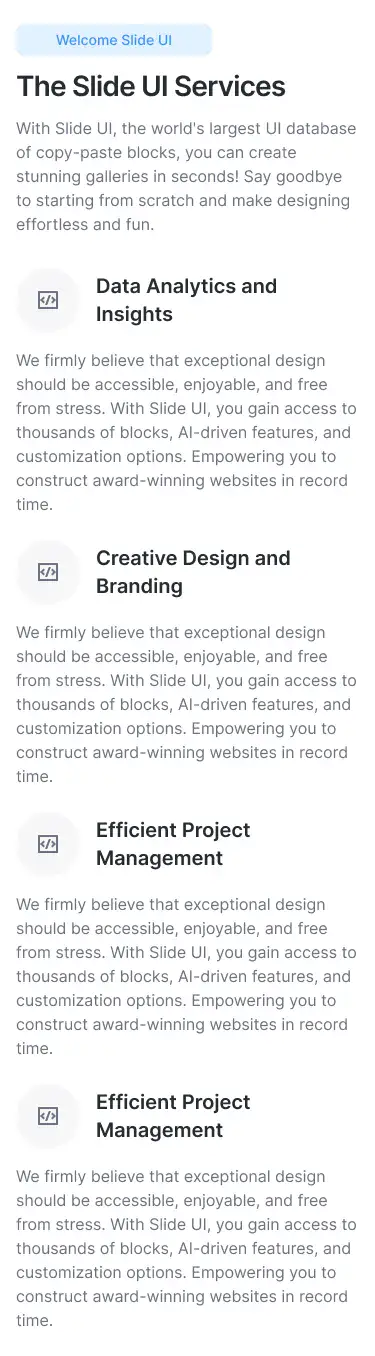 Welcome Slide UI
The Slide UI Services
With Slide UI, the world's largest UI database
of copy-paste blocks, you can create
stunning galleries in seconds! Say goodbye
to starting from scratch and make designing
effortless and fun.
Data Analytics and
Insights
We firmly believe that exceptional design
should be accessible, enjoyable, and free
from stress. With Slide UI, you gain access to
thousands of blocks, AI-driven features, and
customization options. Empowering you to
construct award-winning websites in record
time.
Creative Design and
Branding
We firmly believe that exceptional design
should be accessible, enjoyable, and free
from stress. With Slide UI, you gain access to
thousands of blocks, AI-driven features, and
customization options. Empowering you to
construct award-winning websites in record
time.
Efficient Project
Management
We firmly believe that exceptional design
should be accessible, enjoyable, and free
from stress. With Slide UI, you gain access to
thousands of blocks, AI-driven features, and
customization options. Empowering you to
construct award-winning websites in record
time.
Efficient Project
Management
We firmly believe that exceptional design
should be accessible, enjoyable, and free
from stress. With Slide UI, you gain access to
thousands of blocks, AI-driven features, and
customization options. Empowering you to
construct award-winning websites in record
time.